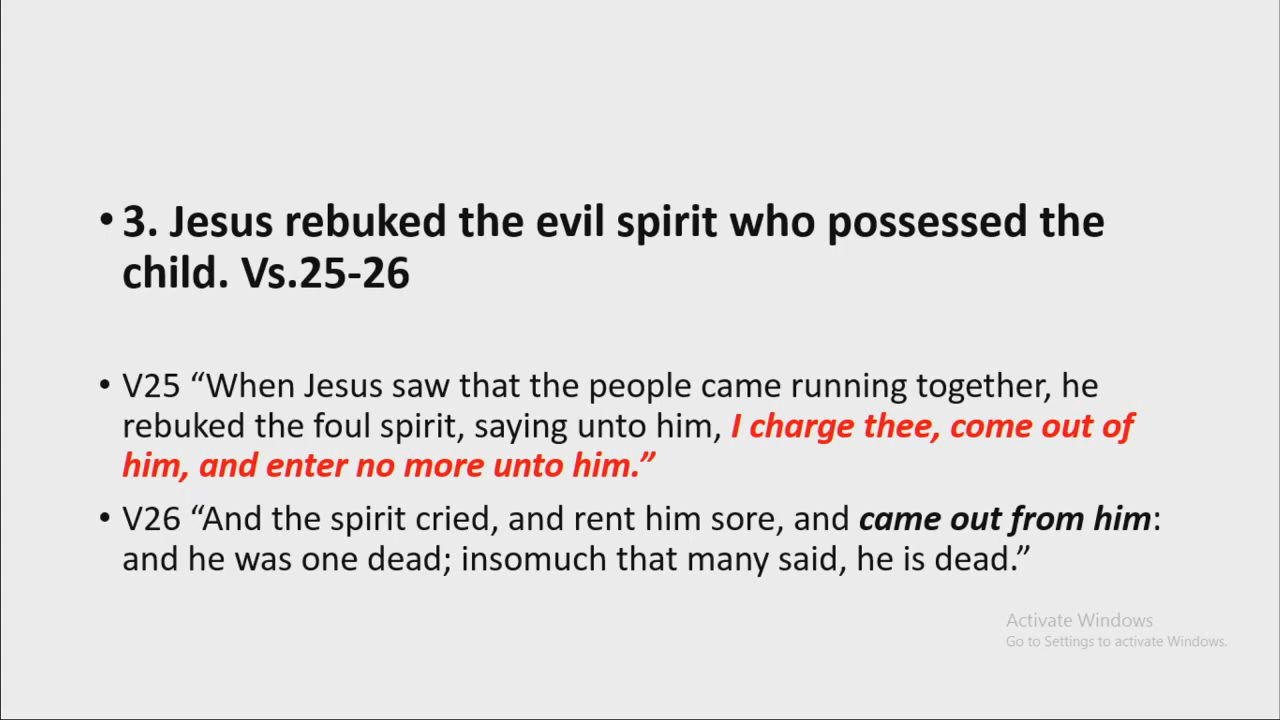 • 3. Jesus rebuked the evil spirit who possessed the
child. Vs.25-26
• V25 “When Jesus saw that the people came running together, he
rebuked the foul spirit, saying unto him, I charge thee, come out of
him, and enter no more unto him.”
• V26 “And the spirit cried, and rent him sore, and came out from him:
and he was one dead; insomuch that many said, he is dead.”
Activate Windows
Go to Settings to activate Windows.